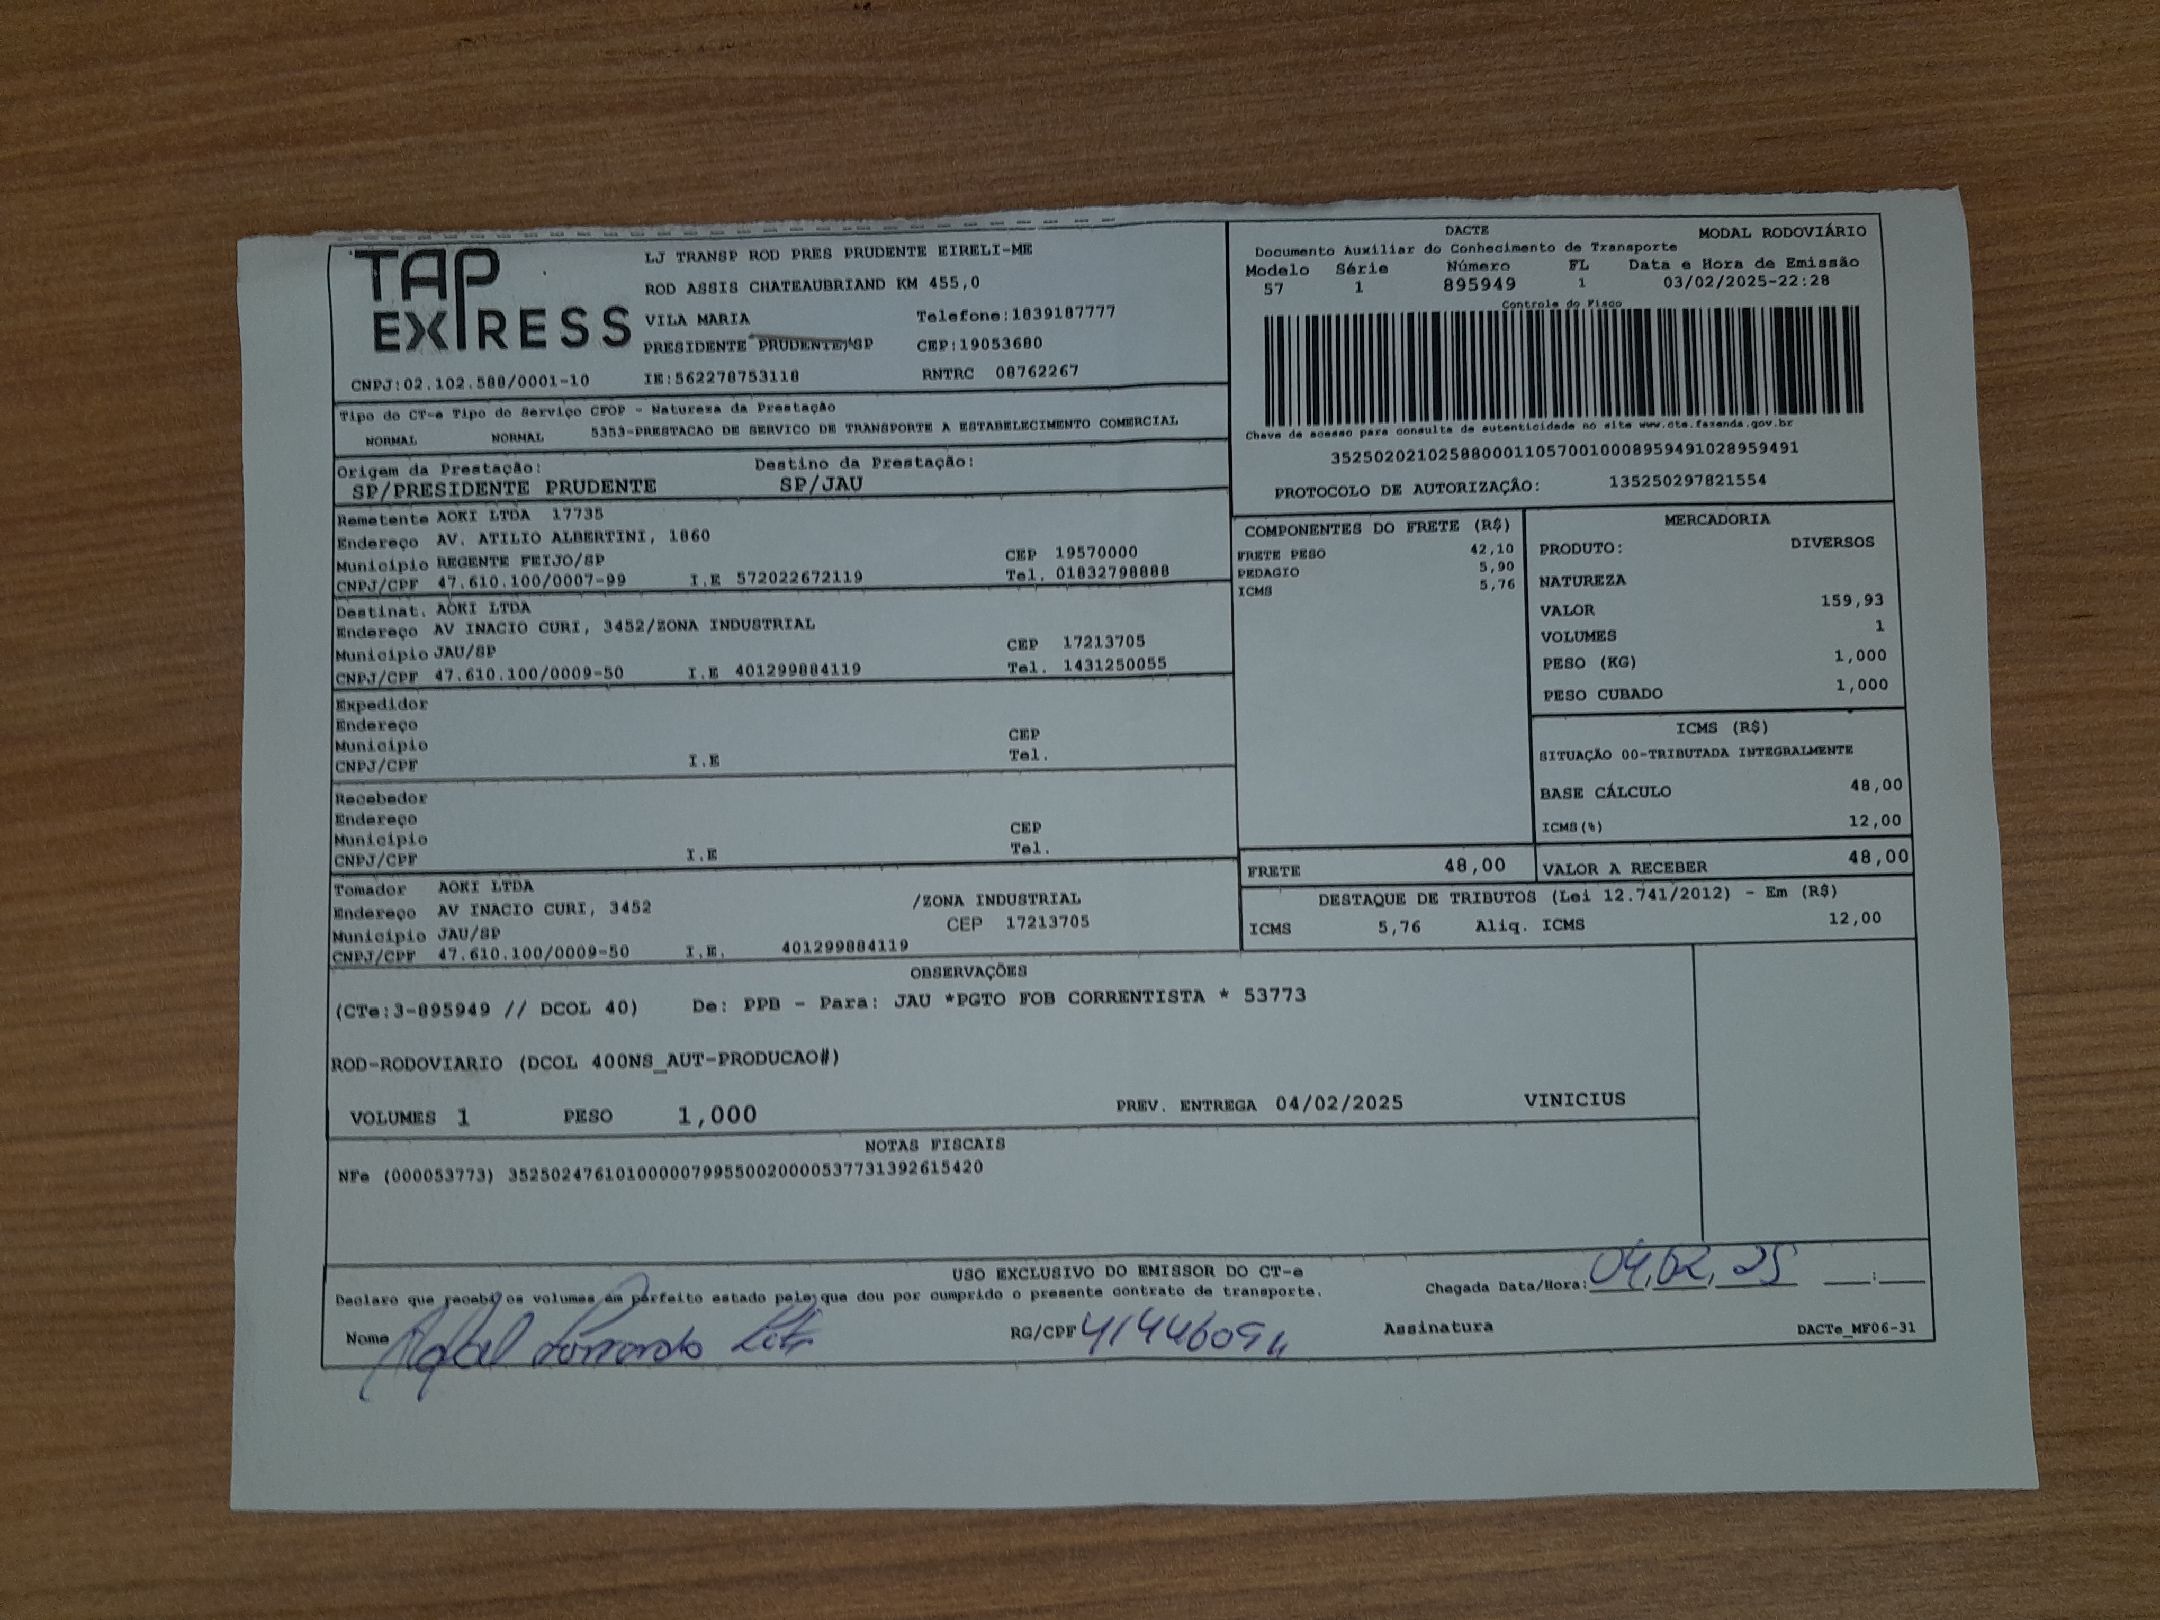 TAP
EXPRESS
LJ TRANSP ROD PRES PRUDENTE EIRELI-ME
ROD ASSIS CHATEAUBRIAND KM 455,0
VILA MARIA Telefone:1839187777
PRESIDENTE PRUDENTE/SP CEP:19053680
CNPJ:02.102.588/0001-10 IE:562278753118 RNTRC 08762267
DACTE MODAL RODOVIÁRIO
Documento Auxiliar do Conhecimento de Transporte
Modelo Série Número FL Data e Hora de Emissão
57 1 895949 1 03/02/2025-22:28
Controle do Fisco
Chave de acesso para consulta de autenticidade no site www.cte.fazenda.gov.br
35250202102588000110570010008959491028959491
PROTOCOLO DE AUTORIZAÇÃO: 135250297821554
Tipo do CT-e Tipo do Serviço CFOP - Natureza da Prestação
NORMAL NORMAL 5353-PRESTACAO DE SERVICO DE TRANSPORTE A ESTABELECIMENTO COMERCIAL
Origem da Prestação: Destino da Prestação:
SP/PRESIDENTE PRUDENTE SP/JAU
Remetente AOKI LTDA 17735
Endereço AV. ATILIO ALBERTINI, 1860
Município REGENTE FEIJO/SP CEP 19570000
CNPJ/CPF 47.610.100/0007-99 I.E 572022672119 Tel. 01832798888
Destinat. AOKI LTDA
Endereço AV INACIO CURI, 3452/ZONA INDUSTRIAL
Município JAU/SP CEP 17213705
CNPJ/CPF 47.610.100/0009-50 I.E 401299884119 Tel. 1431250055
Expedidor
Endereço
Município CEP
CNPJ/CPF I.E Tel.
Recebedor
Endereço
Município CEP
CNPJ/CPF I.E Tel.
Tomador AOKI LTDA
Endereço AV INACIO CURI, 3452 /ZONA INDUSTRIAL
Município JAU/SP CEP 17213705
CNPJ/CPF 47.610.100/0009-50 I.E. 401299884119
COMPONENTES DO FRETE (R$)
FRETE PESO 42,10
PEDAGIO 5,90
ICMS 5,76
FRETE 48,00
MERCADORIA
PRODUTO: DIVERSOS
NATUREZA
VALOR 159,93
VOLUMES 1
PESO (KG) 1,000
PESO CUBADO 1,000
ICMS (R$)
SITUAÇÃO 00-TRIBUTADA INTEGRALMENTE
BASE CÁLCULO 48,00
ICMS(%) 12,00
VALOR A RECEBER 48,00
DESTAQUE DE TRIBUTOS (Lei 12.741/2012) - Em (R$)
ICMS 5,76 Aliq. ICMS 12,00
OBSERVAÇÕES
(CTe:3-895949 // DCOL 40) De: PPB - Para: JAU *PGTO FOB CORRENTISTA * 53773
ROD-RODOVIARIO (DCOL 400NS_AUT-PRODUCAO#)
VOLUMES 1 PESO 1,000 PREV. ENTREGA 04/02/2025 VINICIUS
NOTAS FISCAIS
NFe (000053773) 35250247610100000799550020000537731392615420
USO EXCLUSIVO DO EMISSOR DO CT-e
Declaro que recebi os volumes em perfeito estado pelo que dou por cumprido o presente contrato de transporte. Chegada Data/Hora: 04,02,25 __:__
Nome RG/CPF Assinatura DACTe_MF06-31